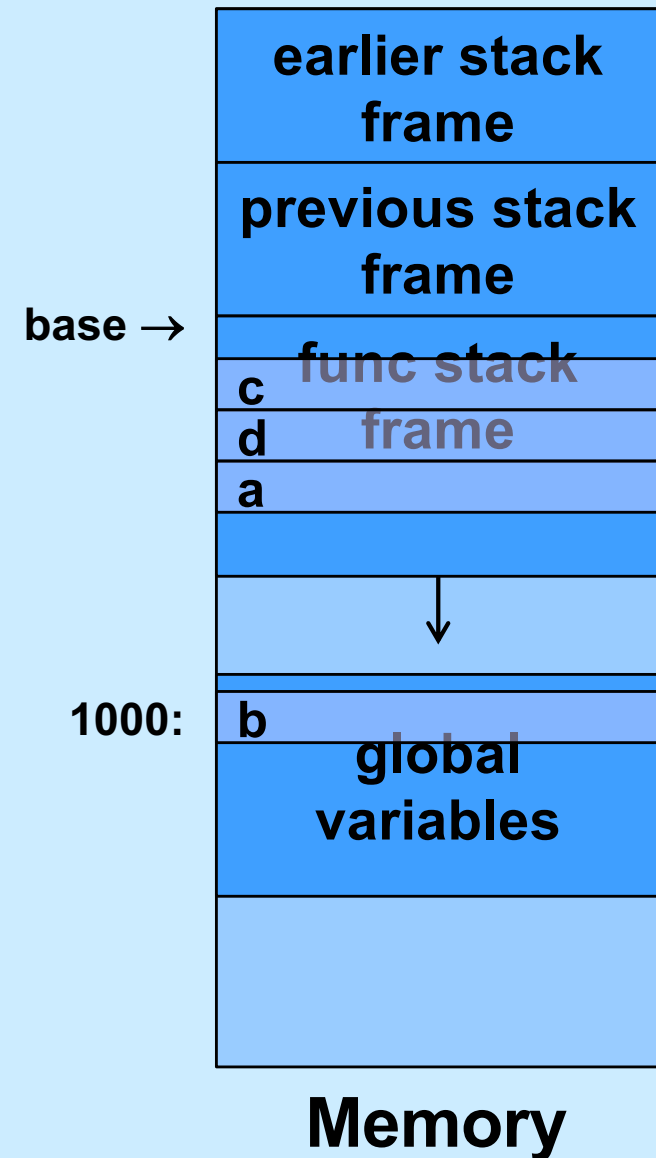 earlier stack
frame
previous stack
frame
base →
func stack
c
frame
d
a
1000:
b
global
variables
Memory